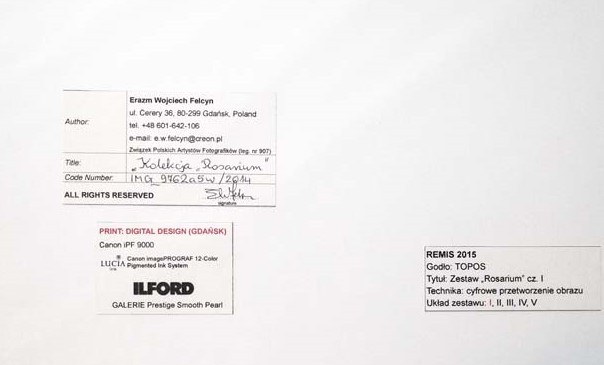 Author:
Erazm Wojciech Felcyn
ul. Cerery 36, 80-299 Gdańsk, Poland
tel. +48 601-642-106
e-mail: e.w.felcyn@creon.pl
Związek Polskich Artystów Fotografików (leg. nr 907)
Title:
„Kolekcja „Rosarium"
Code Number:
IMG_9762a5w/2014
ALL RIGHTS RESERVED
signature
PRINT: DIGITAL DESIGN (GDAŃSK)
Canon iPF 9000
LUCIA
INK
Canon imagePROGRAF 12-Color
Pigmented Ink System
ILFORD
GALERIE Prestige Smooth Pearl
REMIS 2015
Godło: TOPOS
Tytuł: Zestaw „Rosarium" cz. I
Technika: cyfrowe przetworzenie obrazu
Układ zestawu: I, II, III, IV, V